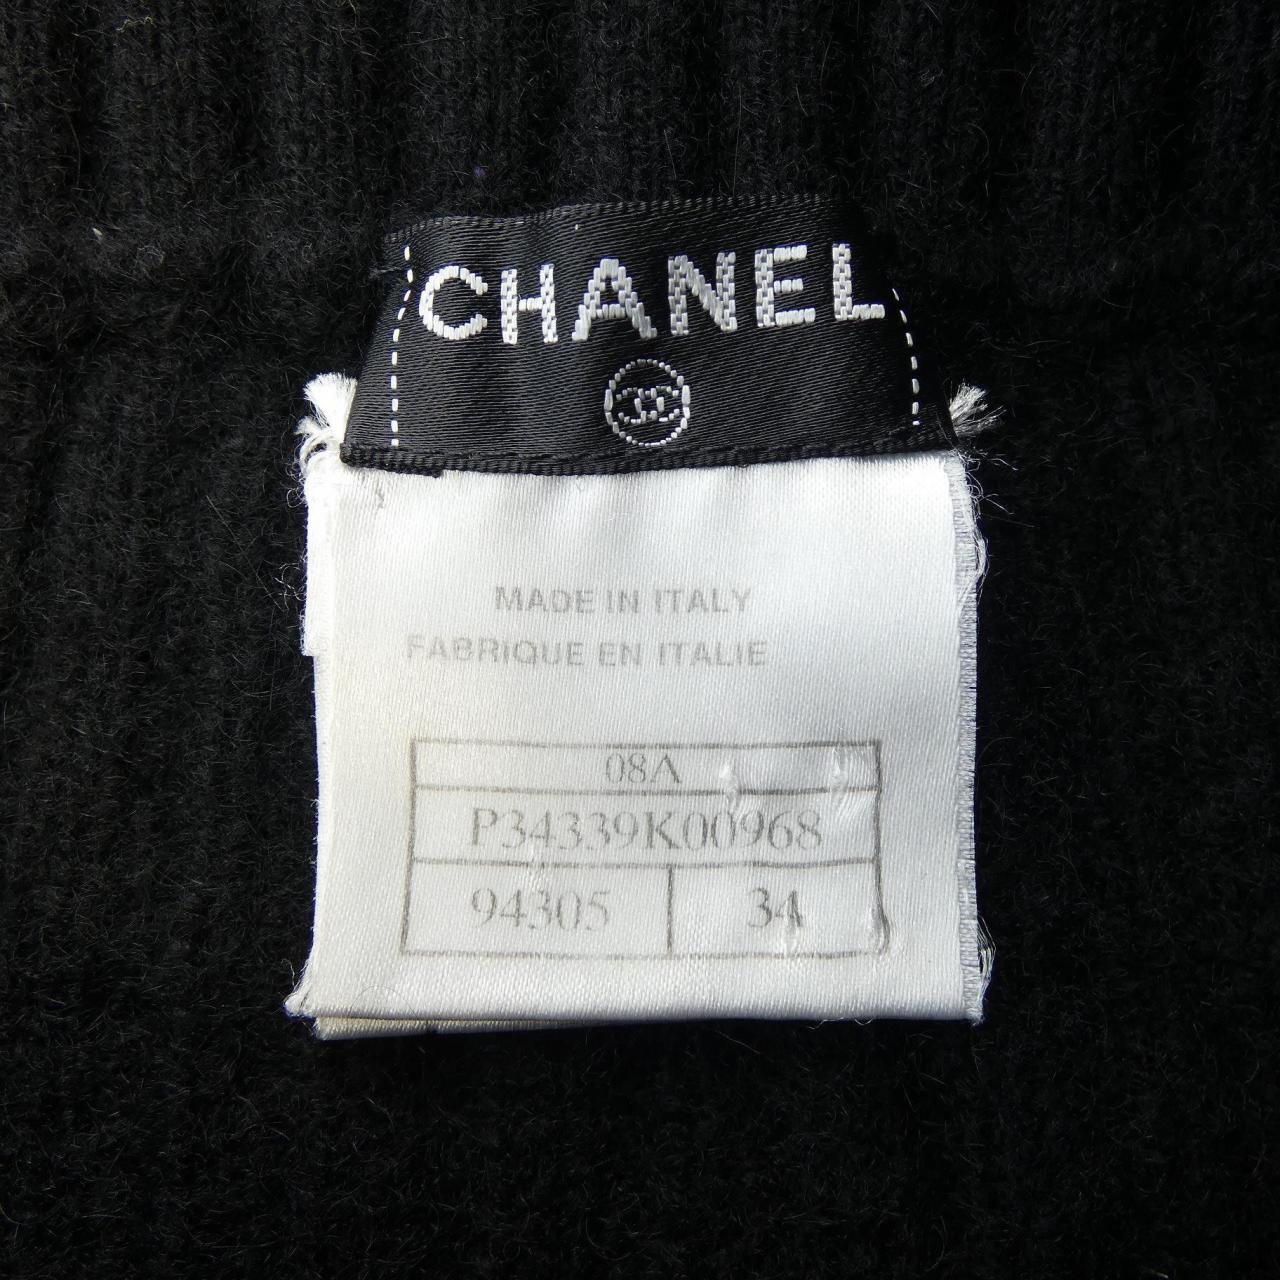 CHANEL
MADE IN ITALY
FABRIQUE EN ITALIE
08A
P34339K00968
94305 34